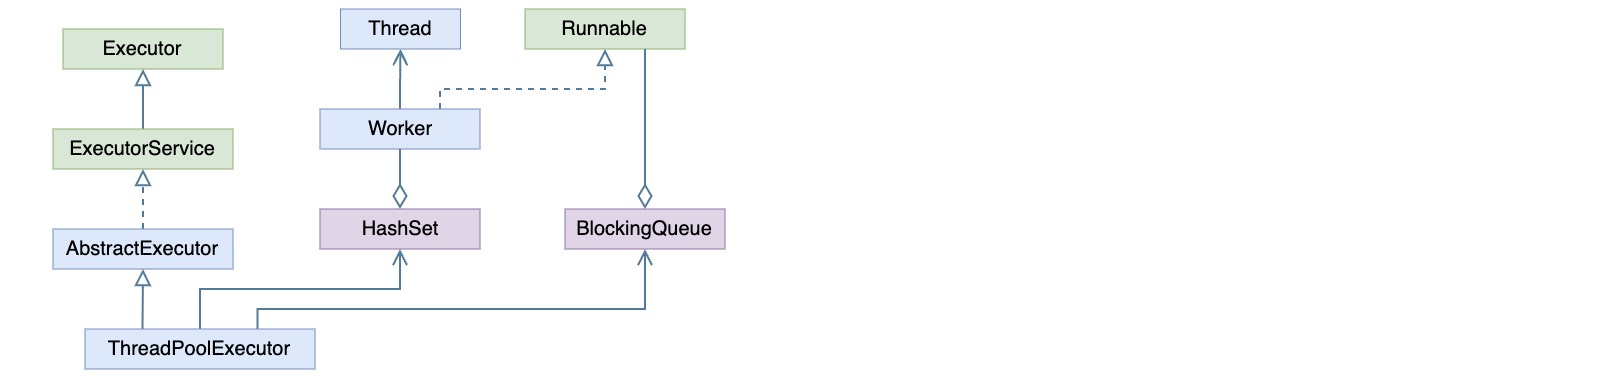 Thread
Runnable
Executor
Worker
ExecutorService
HashSet
BlockingQueue
AbstractExecutor
ThreadPoolExecutor